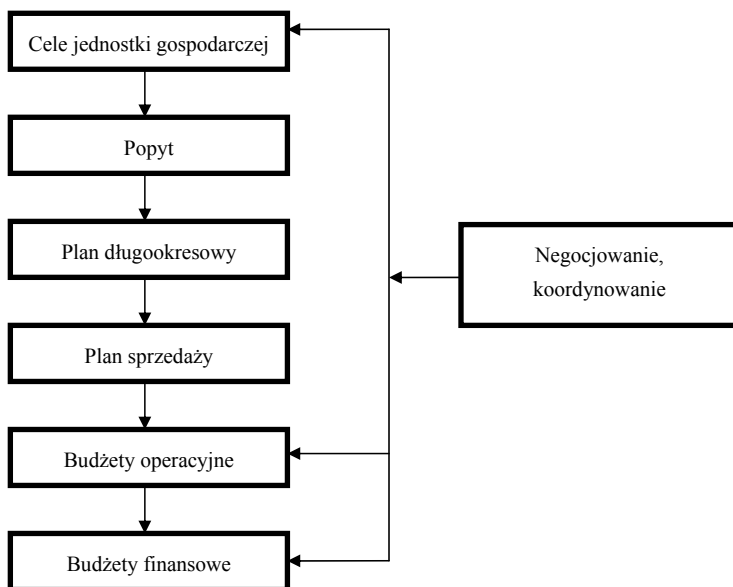 Cele jednostki gospodarczej
Popyt
Plan długookresowy
Plan sprzedaży
Budżety operacyjne
Budżety finansowe
Negocjowanie,
koordynowanie